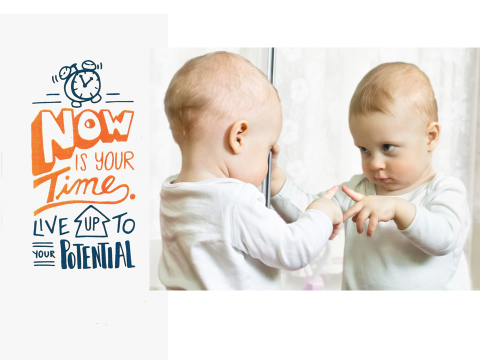 NOW
IS YOUR
Time.
LIVE UP TO
YOUR POTENTIAL